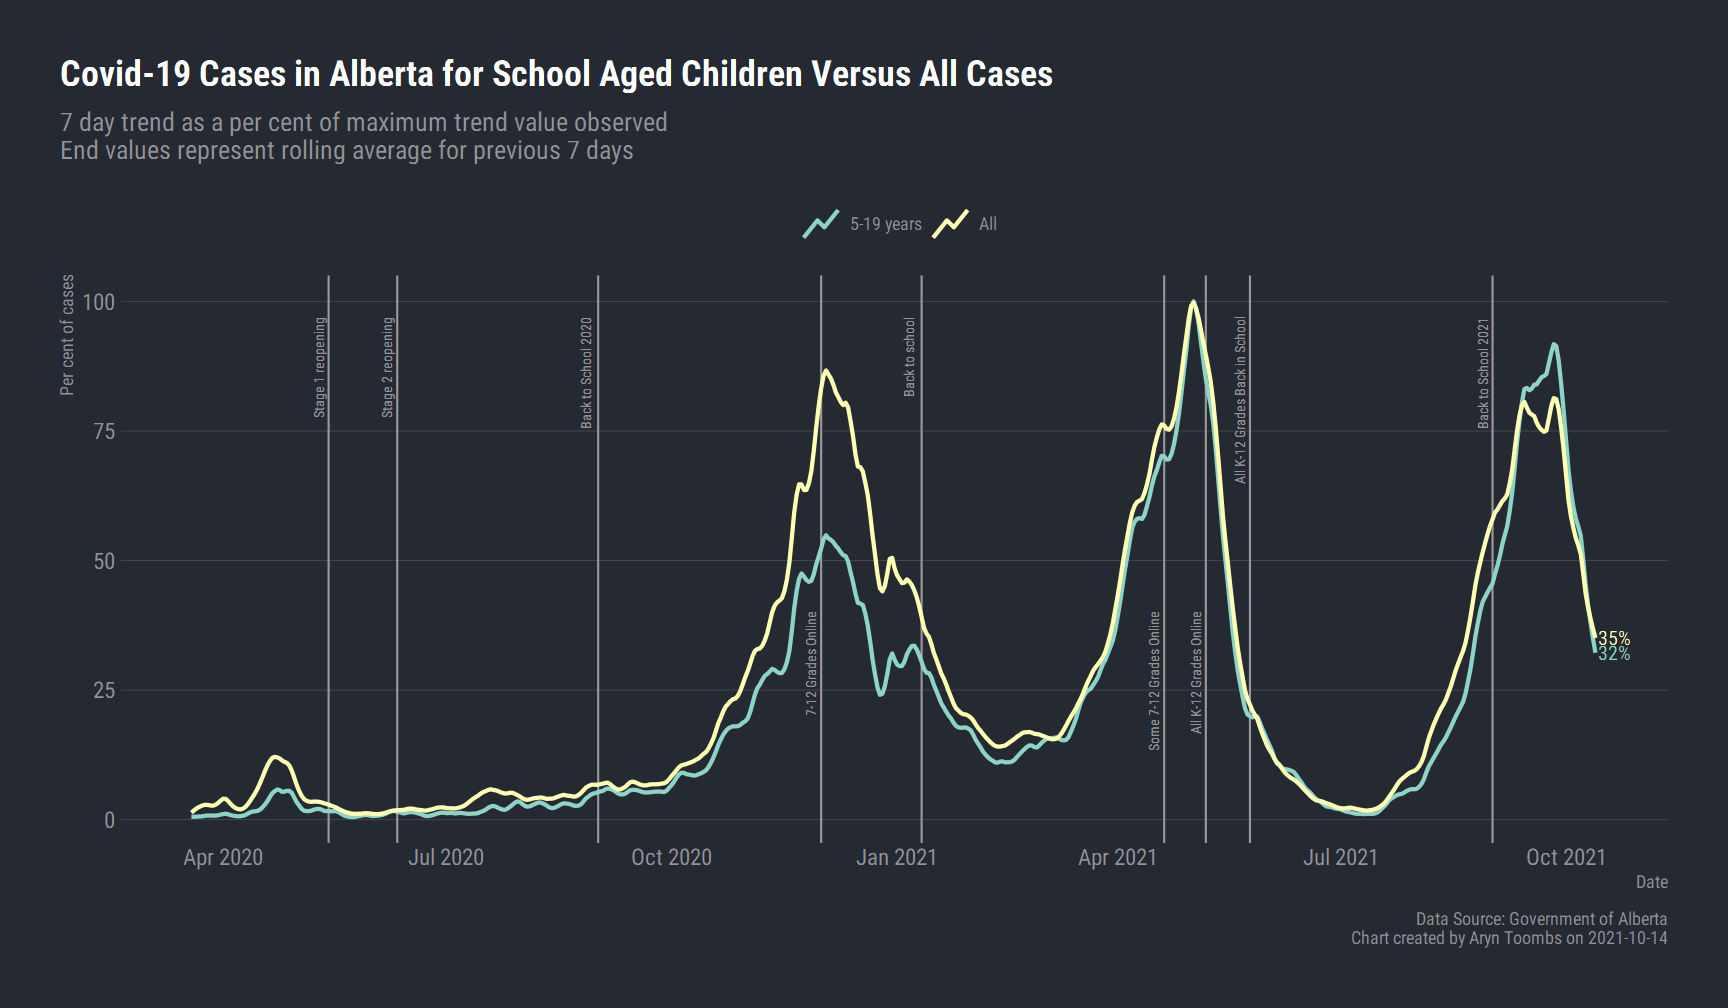 Covid-19 Cases in Alberta for School Aged Children Versus All Cases
7 day trend as a per cent of maximum trend value observed
End values represent rolling average for previous 7 days
5-19 years
All
Per cent of cases
100
75
50
25
0
Stage 1 reopening
Stage 2 reopening
Back to School 2020
7-12 Grades Online
Back to school
Some 7-12 Grades Online
All K-12 Grades Online
All K-12 Grades Back in School
Back to School 2021
35%
32%
Apr 2020
Jul 2020
Oct 2020
Jan 2021
Apr 2021
Jul 2021
Oct 2021
Date
Data Source: Government of Alberta
Chart created by Aryn Toombs on 2021-10-14